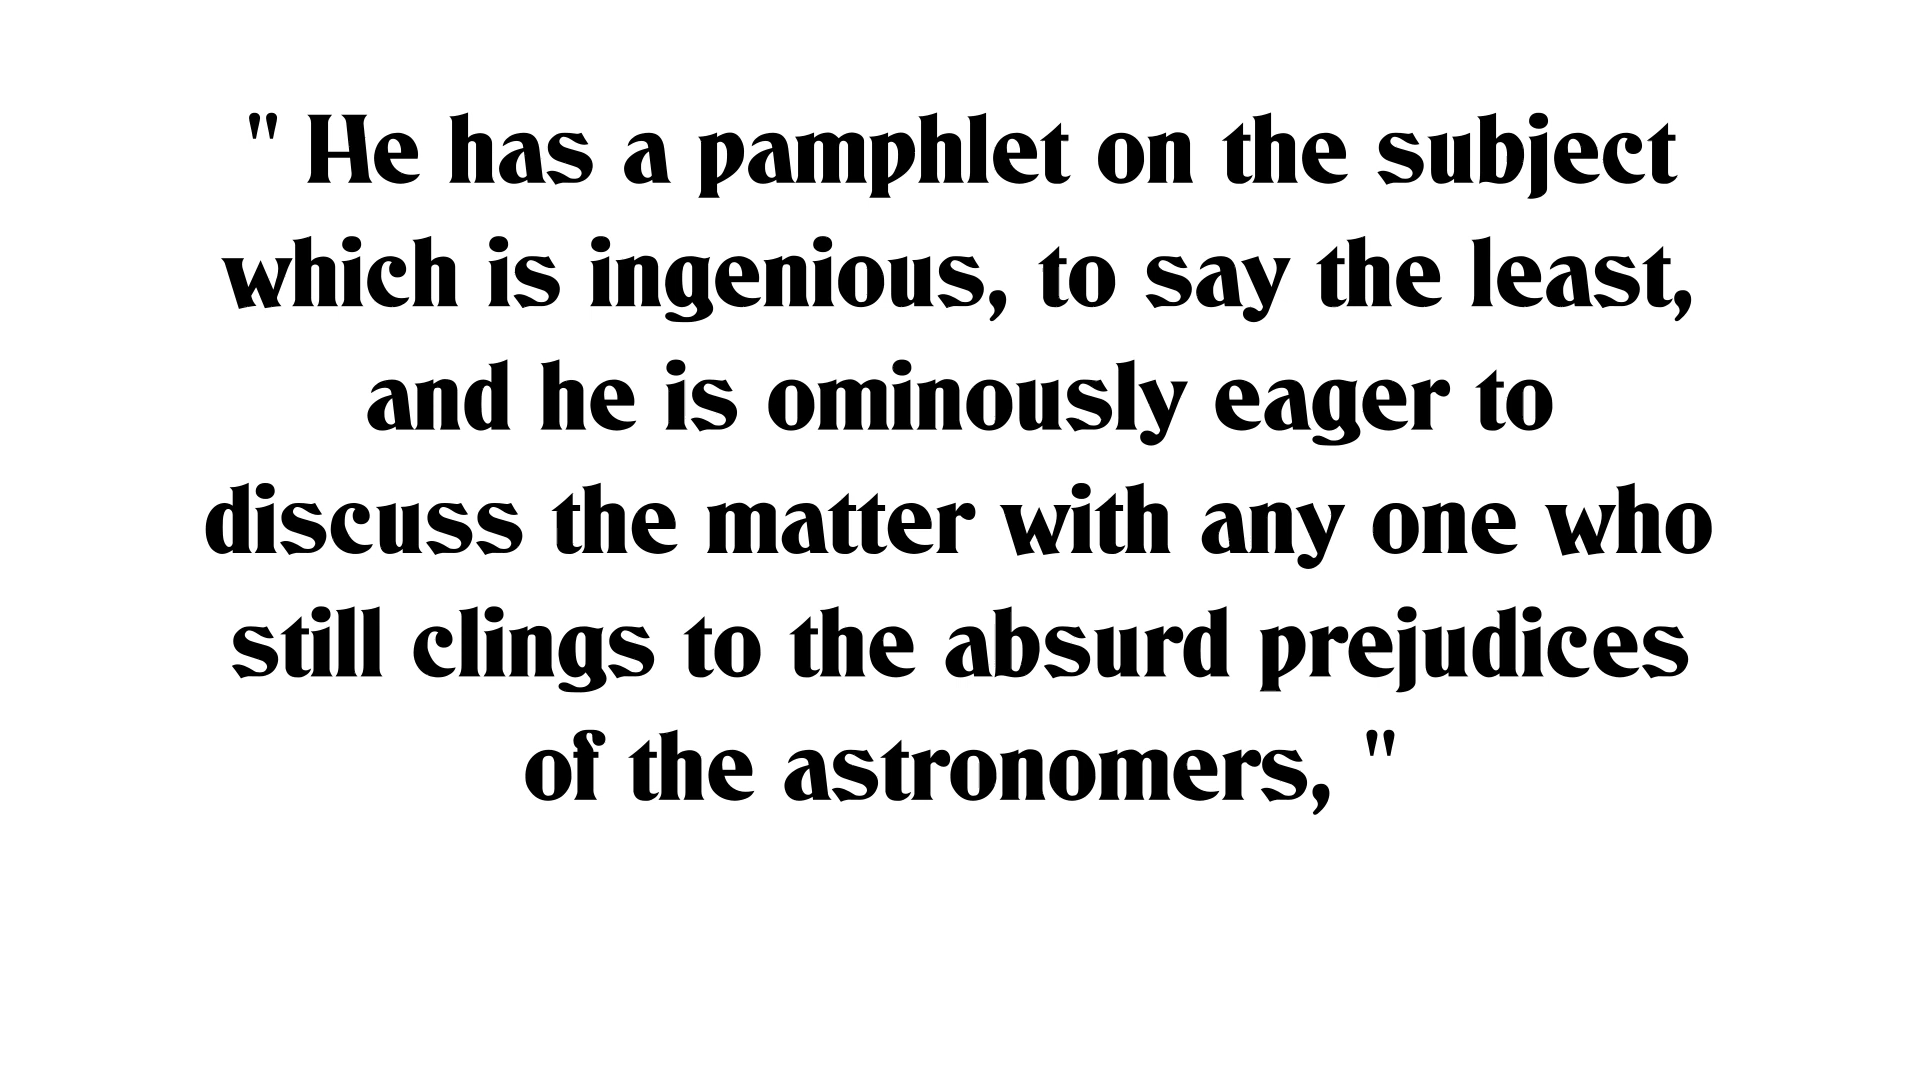 " He has a pamphlet on the subject
which is ingenious, to say the least,
and he is ominously eager to
discuss the matter with any one who
still clings to the absurd prejudices
of the astronomers, "